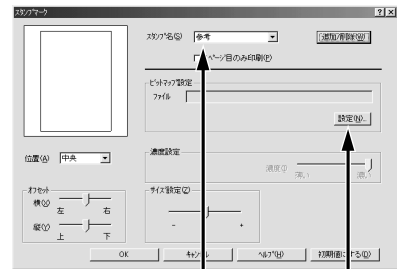 スタンプマーク
スタンプ名(S) 参考 追加/削除(W)
ページ目のみ印刷(P)
ビットマップ設定
ファイル
設定(N)...
位置(A) 中央
濃度設定
濃度(I)
薄い 濃い
オフセット
横(X)
左 右
縦(Y)
上 下
サイズ設定(Z)
- +
OK キャンセル ヘルプ(H) 初期値にする(D)